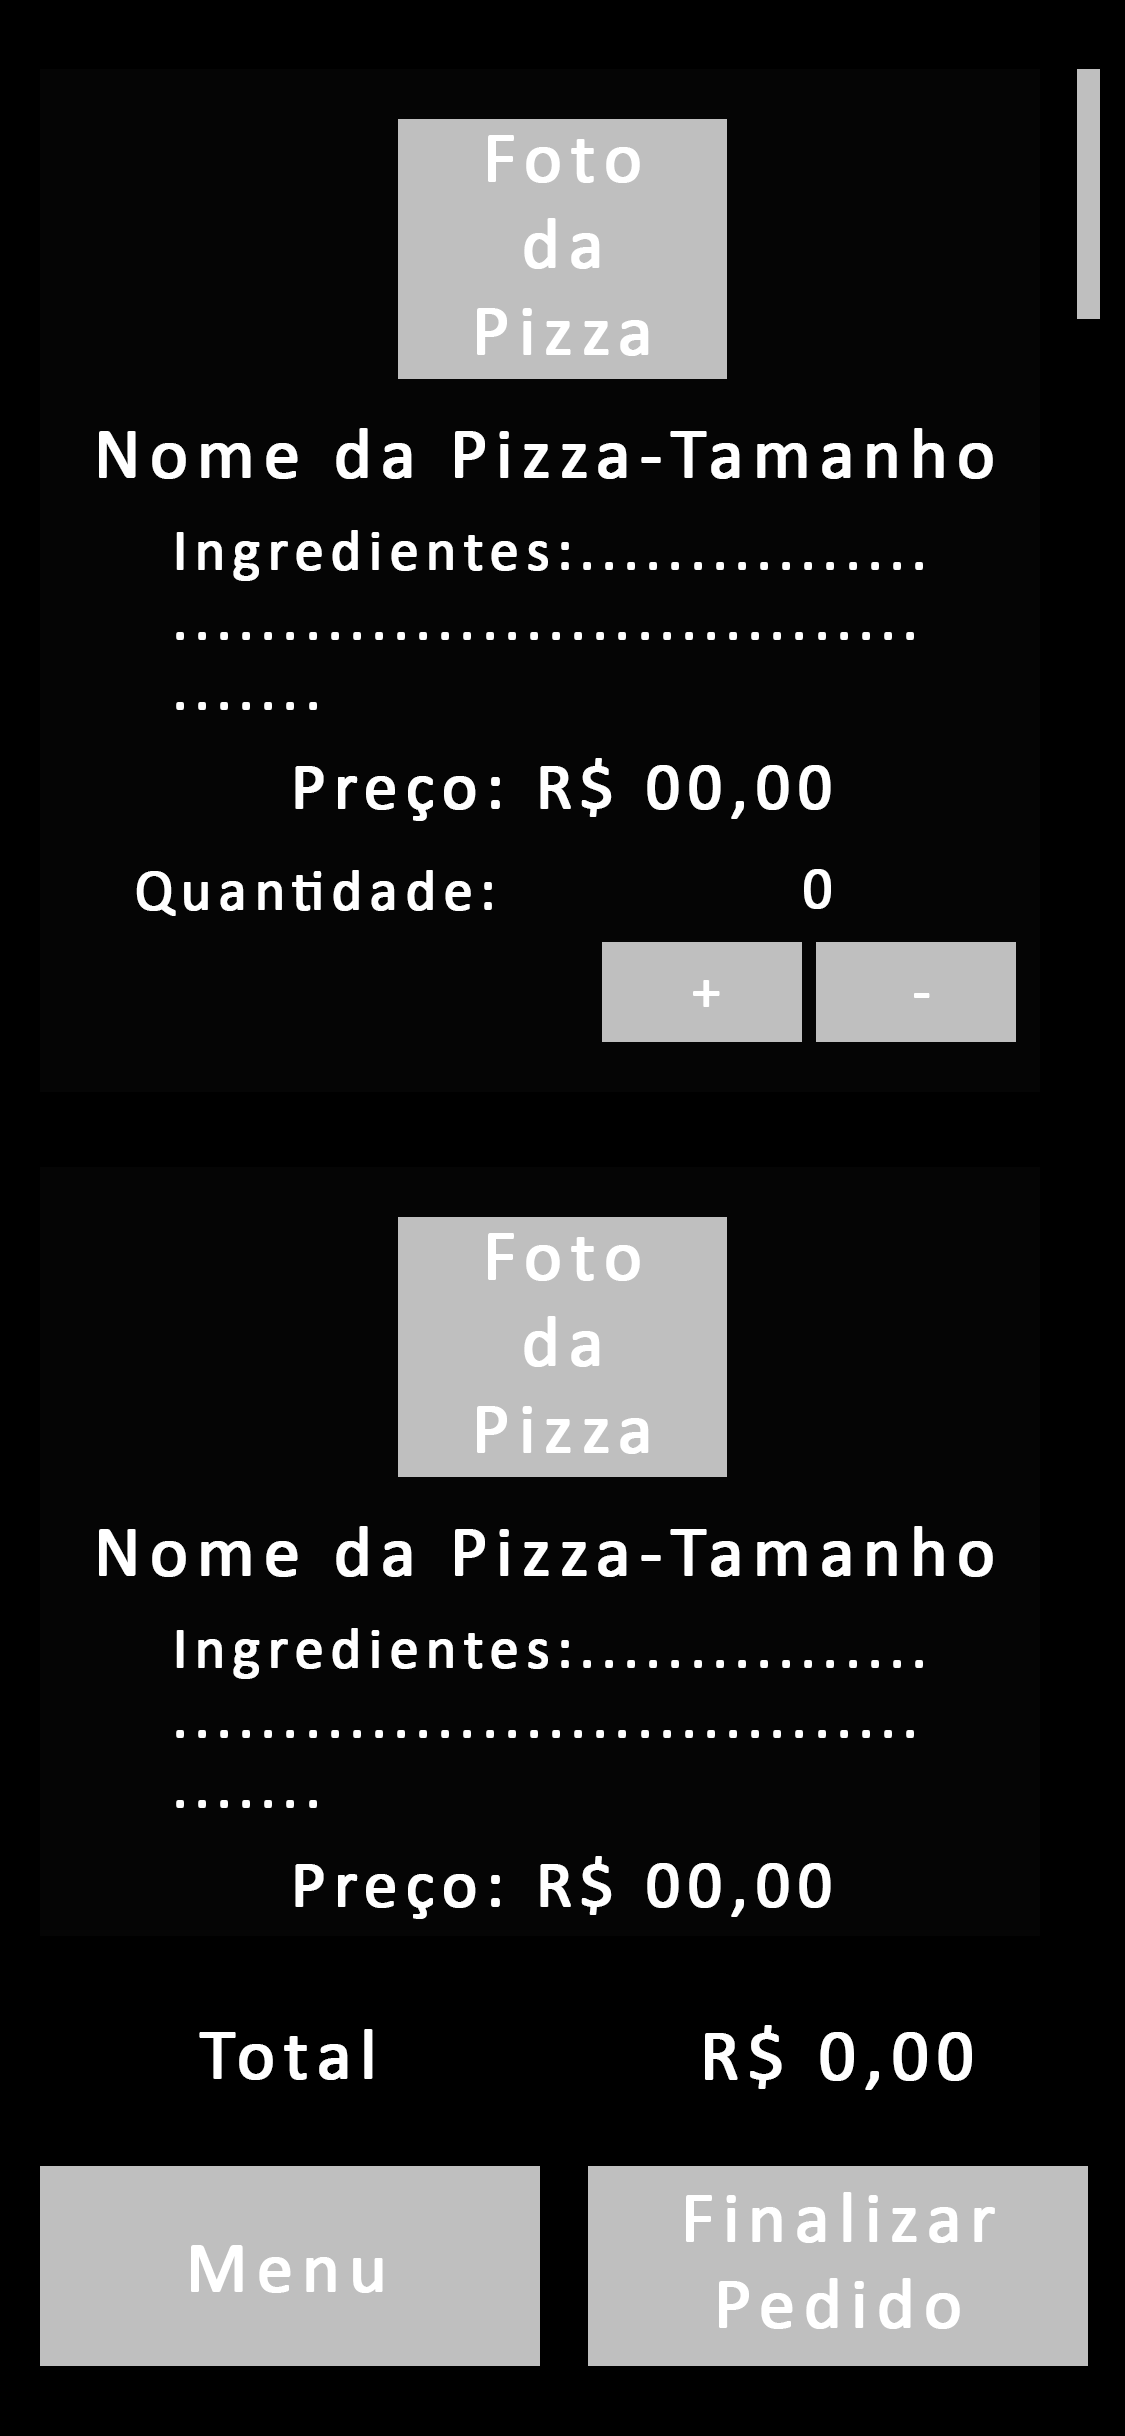 Foto
da
Pizza
Nome da Pizza-Tamanho
Ingredientes:................
..................................
.......
Preço: R$ 00,00
Quantidade: 0
+ -
Foto
da
Pizza
Nome da Pizza-Tamanho
Ingredientes:................
..................................
.......
Preço: R$ 00,00
Total R$ 0,00
Menu
Finalizar
Pedido